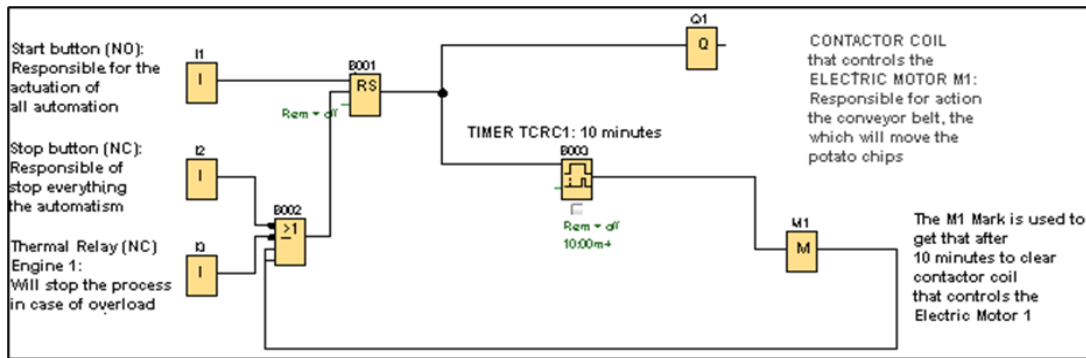 Start button (NO):
Responsible for the
actuation of
all automation
I1
I
B001
RS
Rem = off
Q1
Q
CONTACTOR COIL
that controls the
ELECTRIC MOTOR M1:
Responsible for action
the conveyor belt, the
which will move the
potato chips
TIMER TCRC1: 10 minutes
B003
Rem = off
10:00m+
Stop button (NC):
Responsible of
stop everything
the automatism
I2
I
B002
>1
Thermal Relay (NC)
Engine 1:
Will stop the process
in case of overload
I3
I
M1
M
The M1 Mark is used to
get that after
10 minutes to clear
contactor coil
that controls the
Electric Motor 1